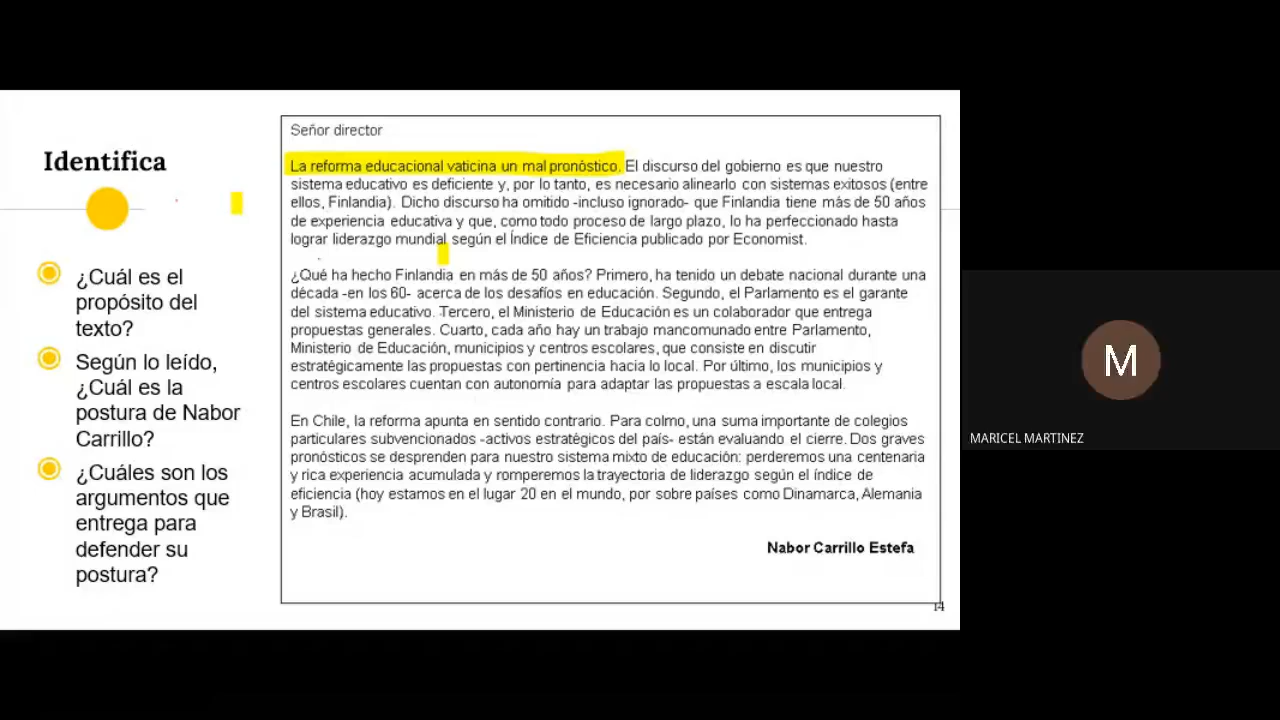 Identifica
¿Cuál es el
propósito del
texto?
Según lo leído,
¿Cuál es la
postura de Nabor
Carrillo?
¿Cuáles son los
argumentos que
entrega para
defender su
postura?
Señor director
La reforma educacional vaticina un mal pronóstico. El discurso del gobierno es que nuestro
sistema educativo es deficiente y, por lo tanto, es necesario alinearlo con sistemas exitosos (entre
ellos, Finlandia). Dicho discurso ha omitido -incluso ignorado- que Finlandia tiene más de 50 años
de experiencia educativa y que, como todo proceso de largo plazo, lo ha perfeccionado hasta
lograr liderazgo mundial según el Índice de Eficiencia publicado por Economist.
¿Qué ha hecho Finlandia en más de 50 años? Primero, ha tenido un debate nacional durante una
década -en los 60- acerca de los desafíos en educación. Segundo, el Parlamento es el garante
del sistema educativo. Tercero, el Ministerio de Educación es un colaborador que entrega
propuestas generales. Cuarto, cada año hay un trabajo mancomunado entre Parlamento,
Ministerio de Educación, municipios y centros escolares, que consiste en discutir
estratégicamente las propuestas con pertinencia hacia lo local. Por último, los municipios y
centros escolares cuentan con autonomía para adaptar las propuestas a escala local.
En Chile, la reforma apunta en sentido contrario. Para colmo, una suma importante de colegios
particulares subvencionados -activos estratégicos del país- están evaluando el cierre. Dos graves
pronósticos se desprenden para nuestro sistema mixto de educación: perderemos una centenaria
y rica experiencia acumulada y romperemos la trayectoria de liderazgo según el índice de
eficiencia (hoy estamos en el lugar 20 en el mundo, por sobre países como Dinamarca, Alemania
y Brasil).
Nabor Carrillo Estefa
14
M
MARICEL MARTINEZ